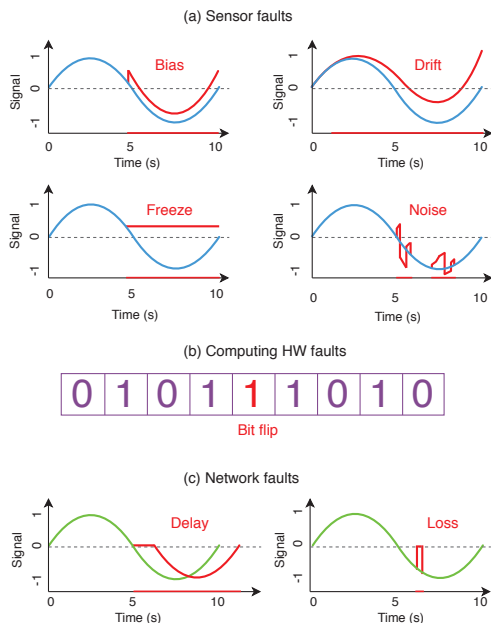 (a) Sensor faults
Signal
1
0
-1
Bias
0
5
10
Time (s)
Signal
1
0
-1
Drift
0
5
10
Time (s)
Signal
1
0
-1
Freeze
0
5
10
Time (s)
Signal
1
0
-1
Noise
0
5
10
Time (s)
(b) Computing HW faults
0 1 0 1 1 1 0 1 0
Bit flip
(c) Network faults
Signal
1
0
-1
Delay
0
5
10
Time (s)
Signal
1
0
-1
Loss
0
5
10
Time (s)